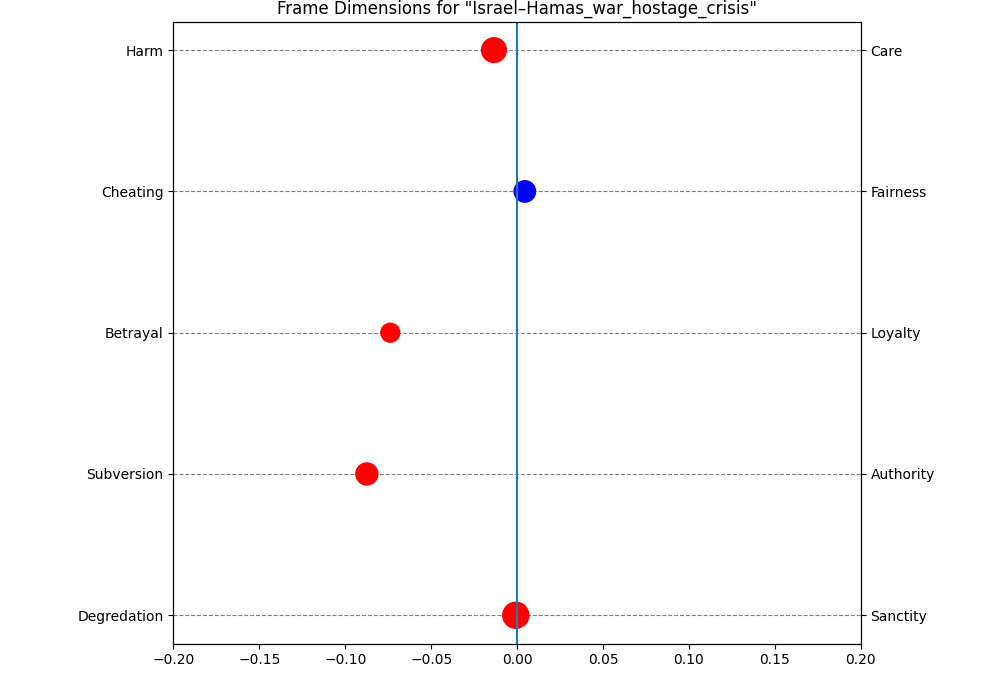 Frame Dimensions for "Israel–Hamas_war_hostage_crisis"
Harm
Care
Cheating
Fairness
Betrayal
Loyalty
Subversion
Authority
Degredation
Sanctity
−0.20 −0.15 −0.10 −0.05 0.00 0.05 0.10 0.15 0.20